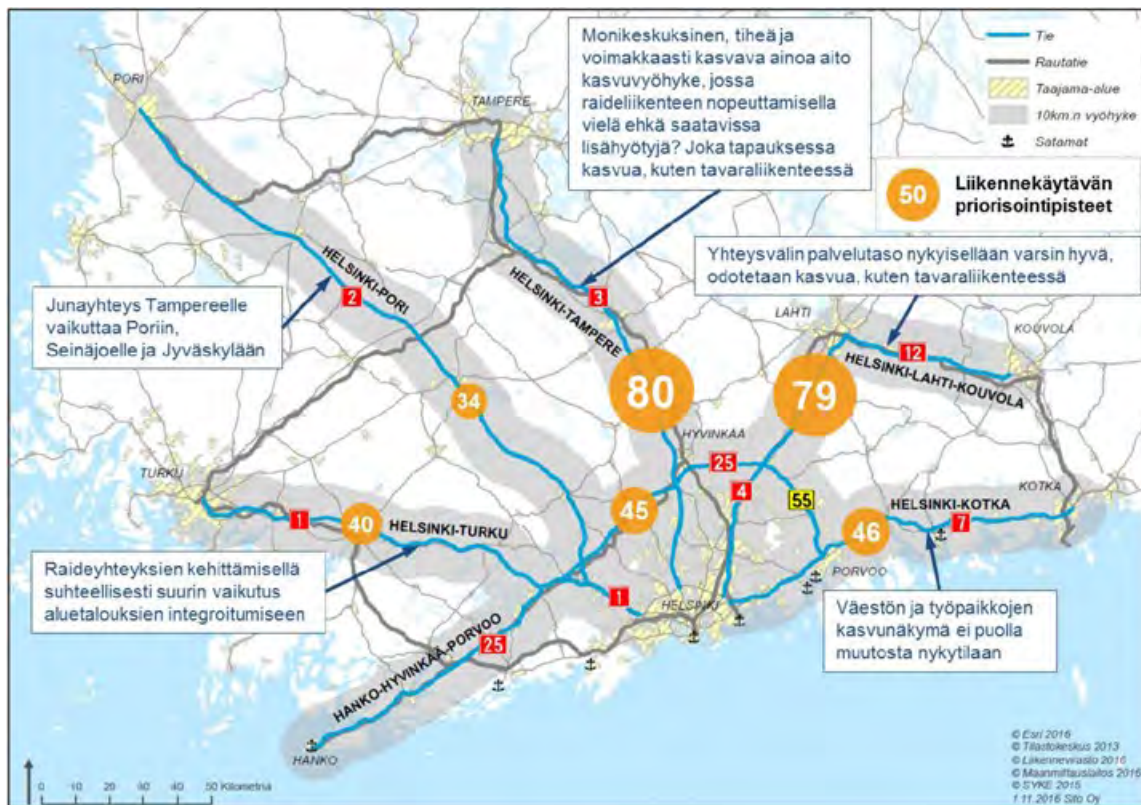 Monikeskuksinen, tiheä ja
voimakkaasti kasvava ainoa aito
kasvuvyöhyke, jossa
raideliikenteen nopeuttamisella
vielä ehkä saatavissa
lisähyötyjä? Joka tapauksessa
kasvua, kuten tavaraliikenteessä
Tie
Rautatie
Taajama-alue
10km:n vyöhyke
Satamat
50
Liikennekäytävän
priorisointipisteet
PORI
TAMPERE
Yhteysvälin palvelutaso nykyisellään varsin hyvä,
odotetaan kasvua, kuten tavaraliikenteessä
HELSINKI-PORI
2
3
HELSINKI-TAMPERE
Junayhteys Tampereelle
vaikuttaa Poriin,
Seinäjoelle ja Jyväskylään
LAHTI
KOUVOLA
12
HELSINKI-LAHTI-KOUVOLA
34
80
79
HYVINKÄÄ
25
4
55
TURKU
1
40
HELSINKI-TURKU
45
46
HELSINKI-KOTKA
7
KOTKA
PORVOO
Raideyhteyksien kehittämisellä
suhteellisesti suurin vaikutus
aluetalouksien integroitumiseen
1
HELSINKI
Väestön ja työpaikkojen
kasvunäkymä ei puolla
muutosta nykytilaan
25
HANKO-HYVINKÄÄ-PORVOO
HANKO
0 10 20 30 40 50 Kilometriä
© Esri 2016
© Tilastokeskus 2013
© Liikennevirasto 2016
© Maanmittauslaitos 2016
© SYKE 2015
1.11.2016 Sito Oy